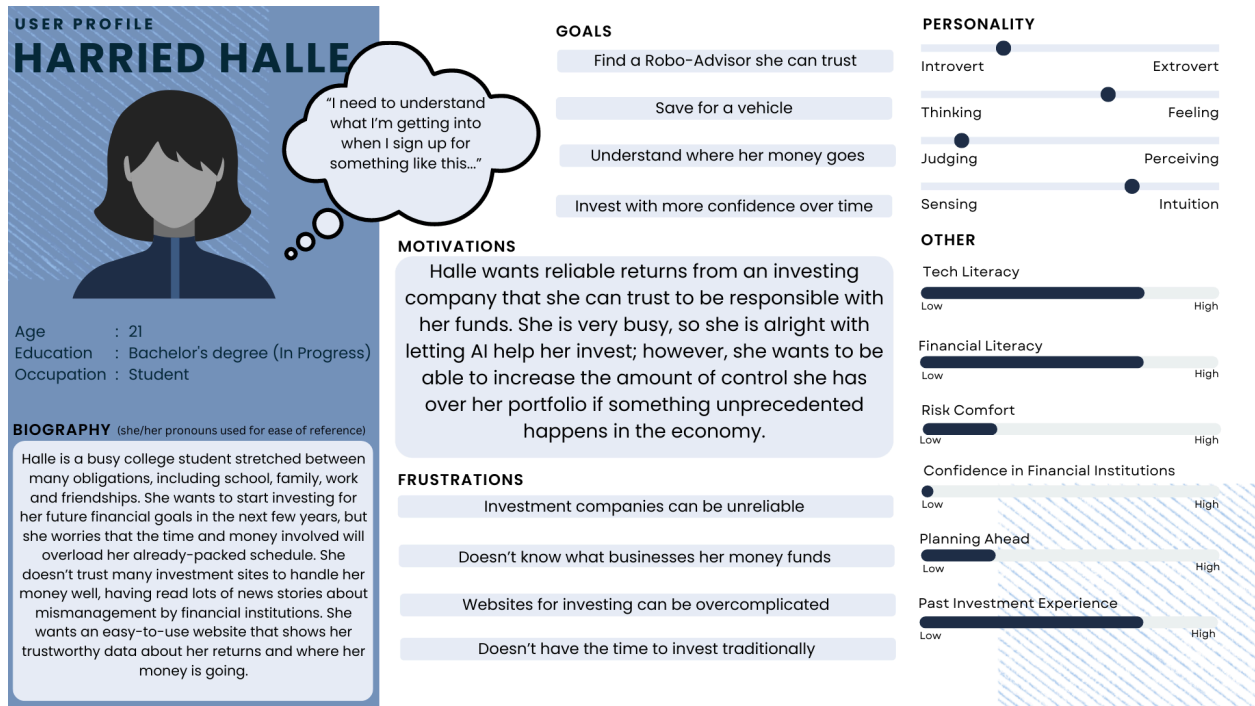 USER PROFILE
HARRIED HALLE
“I need to understand
what I’m getting into
when I sign up for
something like this...”
Age : 21
Education : Bachelor's degree (In Progress)
Occupation : Student
BIOGRAPHY (she/her pronouns used for ease of reference)
Halle is a busy college student stretched between
many obligations, including school, family, work
and friendships. She wants to start investing for
her future financial goals in the next few years, but
she worries that the time and money involved will
overload her already-packed schedule. She
doesn’t trust many investment sites to handle her
money well, having read lots of news stories about
mismanagement by financial institutions. She
wants an easy-to-use website that shows her
trustworthy data about her returns and where her
money is going.
GOALS
Find a Robo-Advisor she can trust
Save for a vehicle
Understand where her money goes
Invest with more confidence over time
MOTIVATIONS
Halle wants reliable returns from an investing
company that she can trust to be responsible with
her funds. She is very busy, so she is alright with
letting AI help her invest; however, she wants to be
able to increase the amount of control she has
over her portfolio if something unprecedented
happens in the economy.
FRUSTRATIONS
Investment companies can be unreliable
Doesn’t know what businesses her money funds
Websites for investing can be overcomplicated
Doesn’t have the time to invest traditionally
PERSONALITY
Introvert Extrovert
Thinking Feeling
Judging Perceiving
Sensing Intuition
OTHER
Tech Literacy
Low High
Financial Literacy
Low High
Risk Comfort
Low High
Confidence in Financial Institutions
Low High
Planning Ahead
Low High
Past Investment Experience
Low High